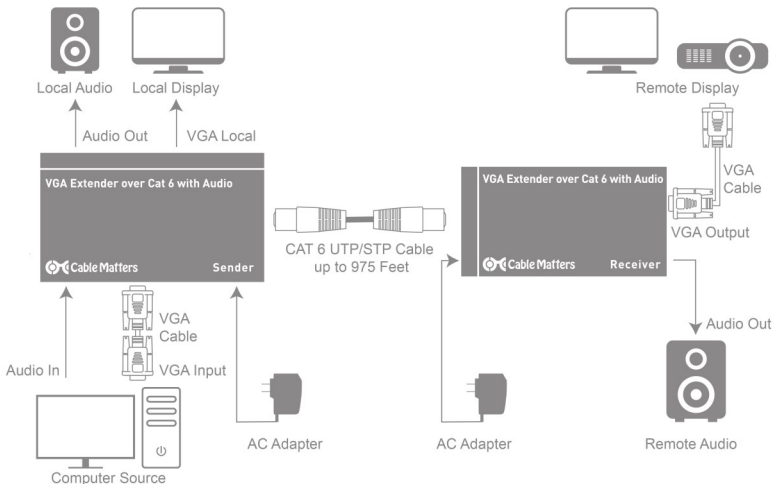 Local Audio
Local Display
Remote Display
Audio Out
VGA Local
VGA Extender over Cat 6 with Audio
VGA Extender over Cat 6 with Audio
VGA
Cable
VGA Output
CAT 6 UTP/STP Cable
up to 975 Feet
Cable Matters
Sender
Cable Matters
Receiver
VGA
Cable
Audio Out
Audio In
VGA Input
AC Adapter
AC Adapter
Remote Audio
Computer Source